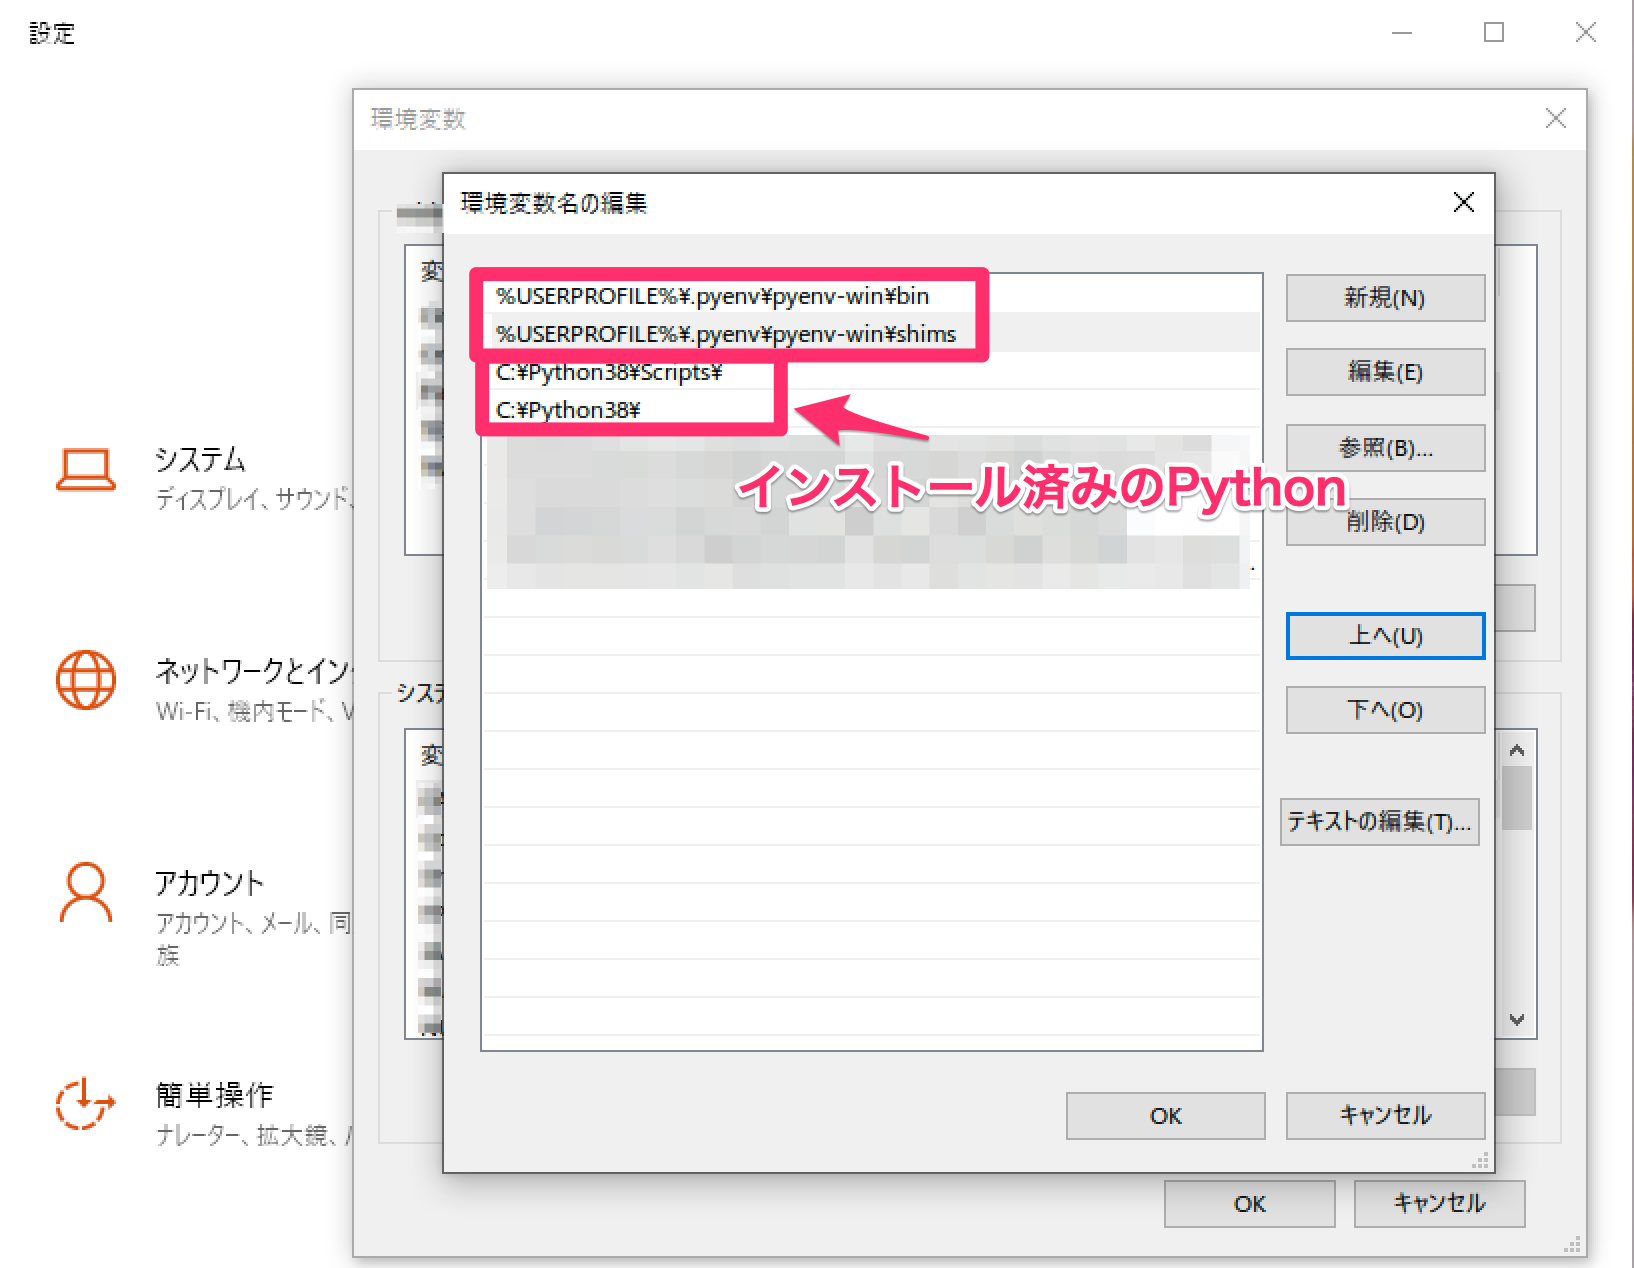 設定
環境変数
環境変数名の編集
変
%USERPROFILE%¥.pyenv¥pyenv-win¥bin
%USERPROFILE%¥.pyenv¥pyenv-win¥shims
C:¥Python38¥Scripts¥
C:¥Python38¥
インストール済みのPython
新規(N)
編集(E)
参照(B)...
削除(D)
上へ(U)
下へ(O)
テキストの編集(T)...
システム
ディスプレイ、サウンド、
ネットワークとイン
Wi-Fi、機内モード、V
シス
変
アカウント
アカウント、メール、同
族
簡単操作
ナレーター、拡大鏡、
OK
キャンセル
OK
キャンセル